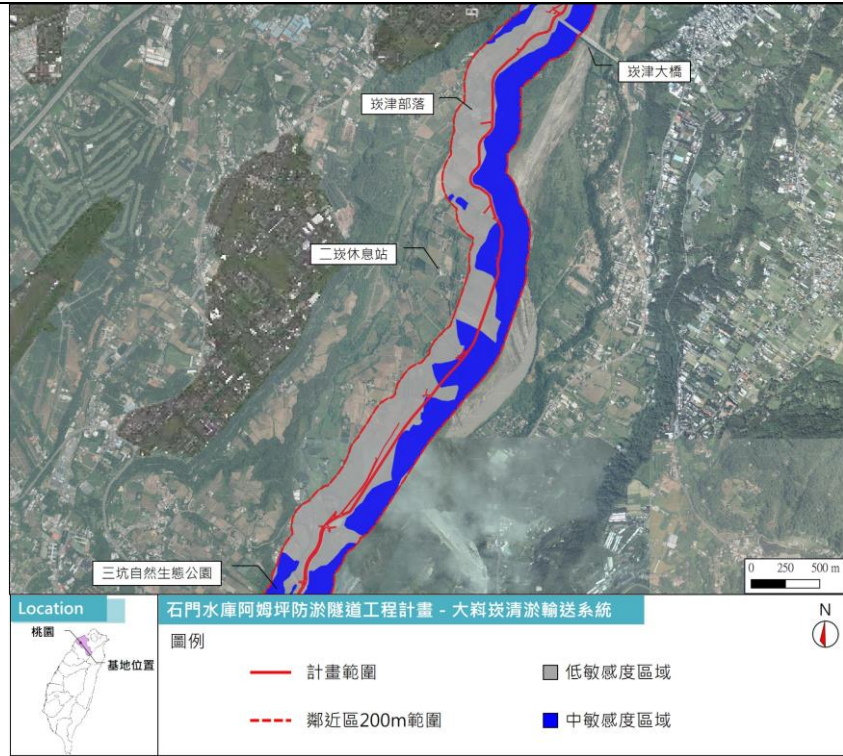 崁津大橋
崁津部落
二崁休息站
三坑自然生態公園
0 250 500 m
Location
桃園
基地位置
石門水庫阿姆坪防淤隧道工程計畫 - 大嵙崁清淤輸送系統
N
圖例
計畫範圍
低敏感度區域
鄰近區200m範圍
中敏感度區域